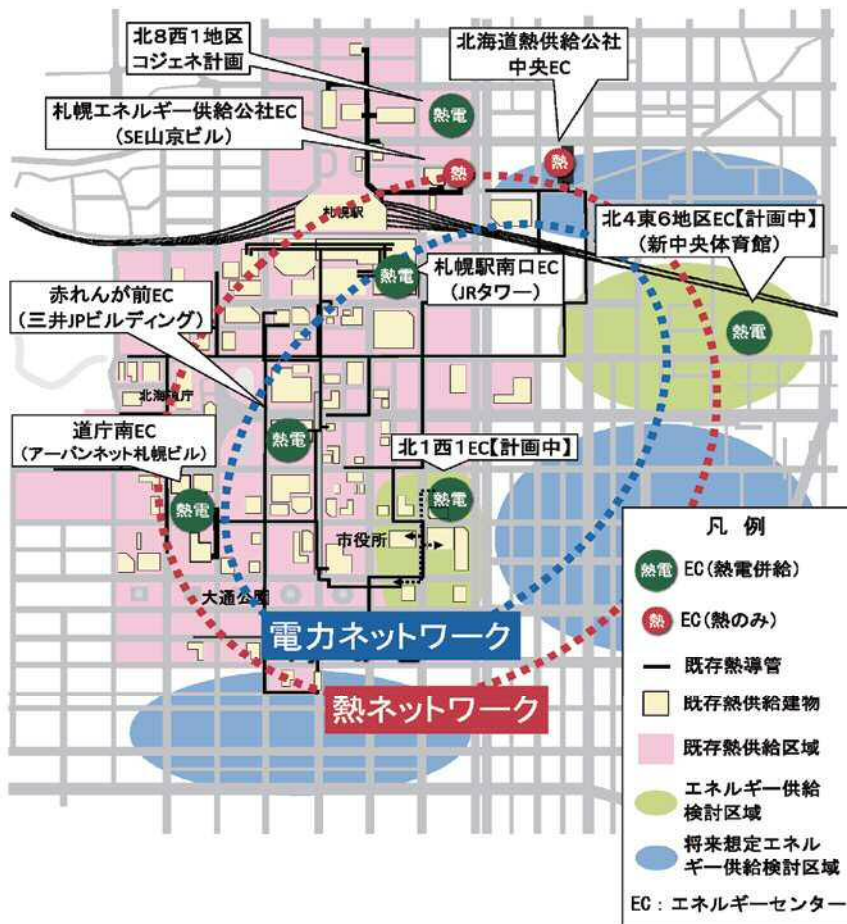 北8西1地区
コジェネ計画
北海道熱供給公社
中央EC
熱電
札幌エネルギー供給公社EC
(SE山京ビル)
熱
熱
札幌駅
北4東6地区EC【計画中】
(新中央体育館)
熱電
札幌駅南口EC
(JRタワー)
熱電
赤れんが前EC
(三井JPビルディング)
北海道庁
熱電
道庁南EC
(アーバンネット札幌ビル)
熱電
北1西1EC【計画中】
熱電
市役所
大通公園
電力ネットワーク
熱ネットワーク
凡 例
熱電 EC(熱電併給)
熱 EC(熱のみ)
既存熱導管
既存熱供給建物
既存熱供給区域
エネルギー供給
検討区域
将来想定エネル
ギー供給検討区域
EC：エネルギーセンター